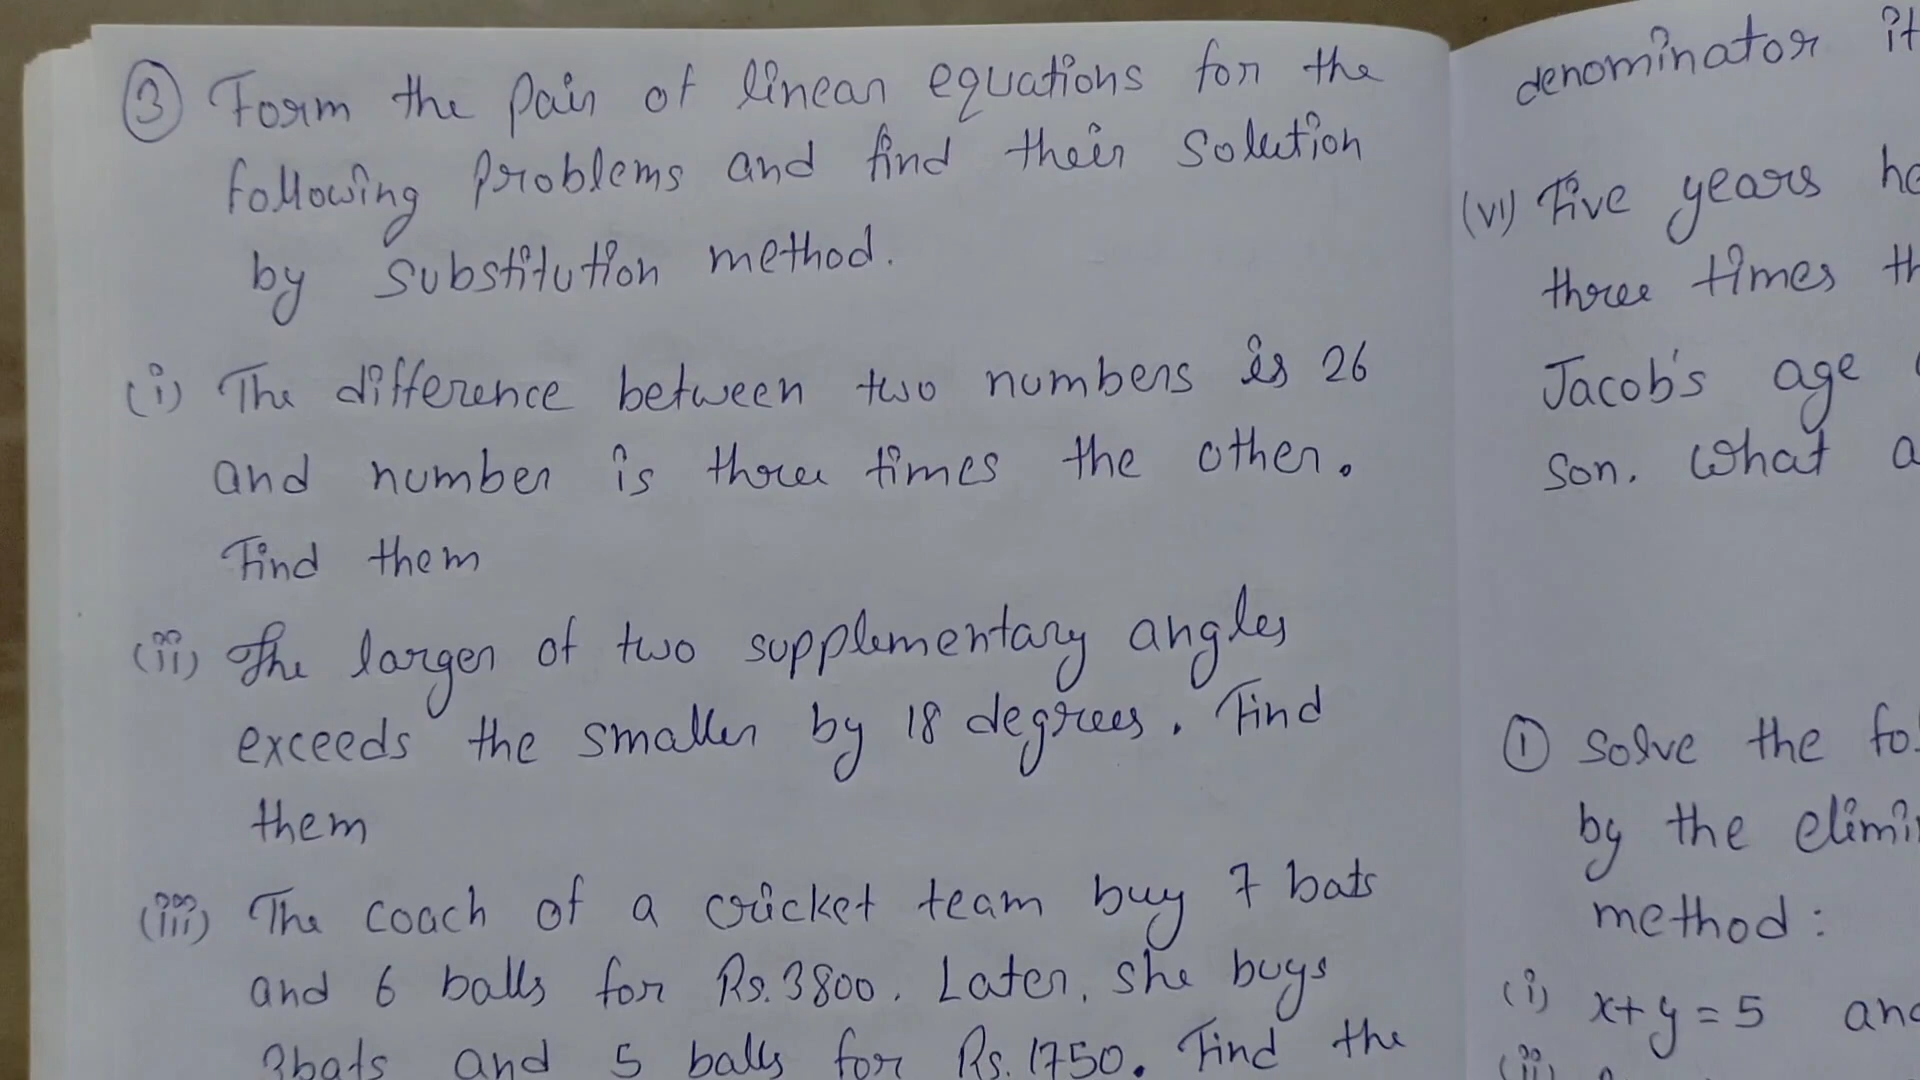 ③ Form the pair of linear equations for the
following problems and find their solution
by substitution method.
(i) The difference between two numbers is 26
and number is three times the other.
Find them
(ii) The larger of two supplementary angles
exceeds the smaller by 18 degrees. Find
them
(iii) The coach of a cricket team buy 7 bats
and 6 balls for Rs. 3800. Later, she buys
3bats and 5 balls for Rs. 1750. Find the
denominator it
(vi) Five years
three times
Jacob's age
son. What a
① Solve the
by the
method:
(i) x+y=5
(ii)